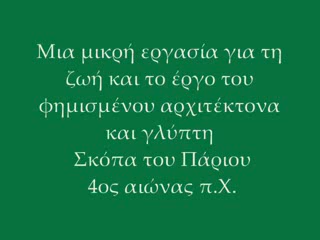 Μια μικρή εργασία για τη
ζωή και το έργο του
φημισμένου αρχιτέκτονα
και γλύπτη
Σκόπα του Πάριου
4ος αιώνας π.Χ.